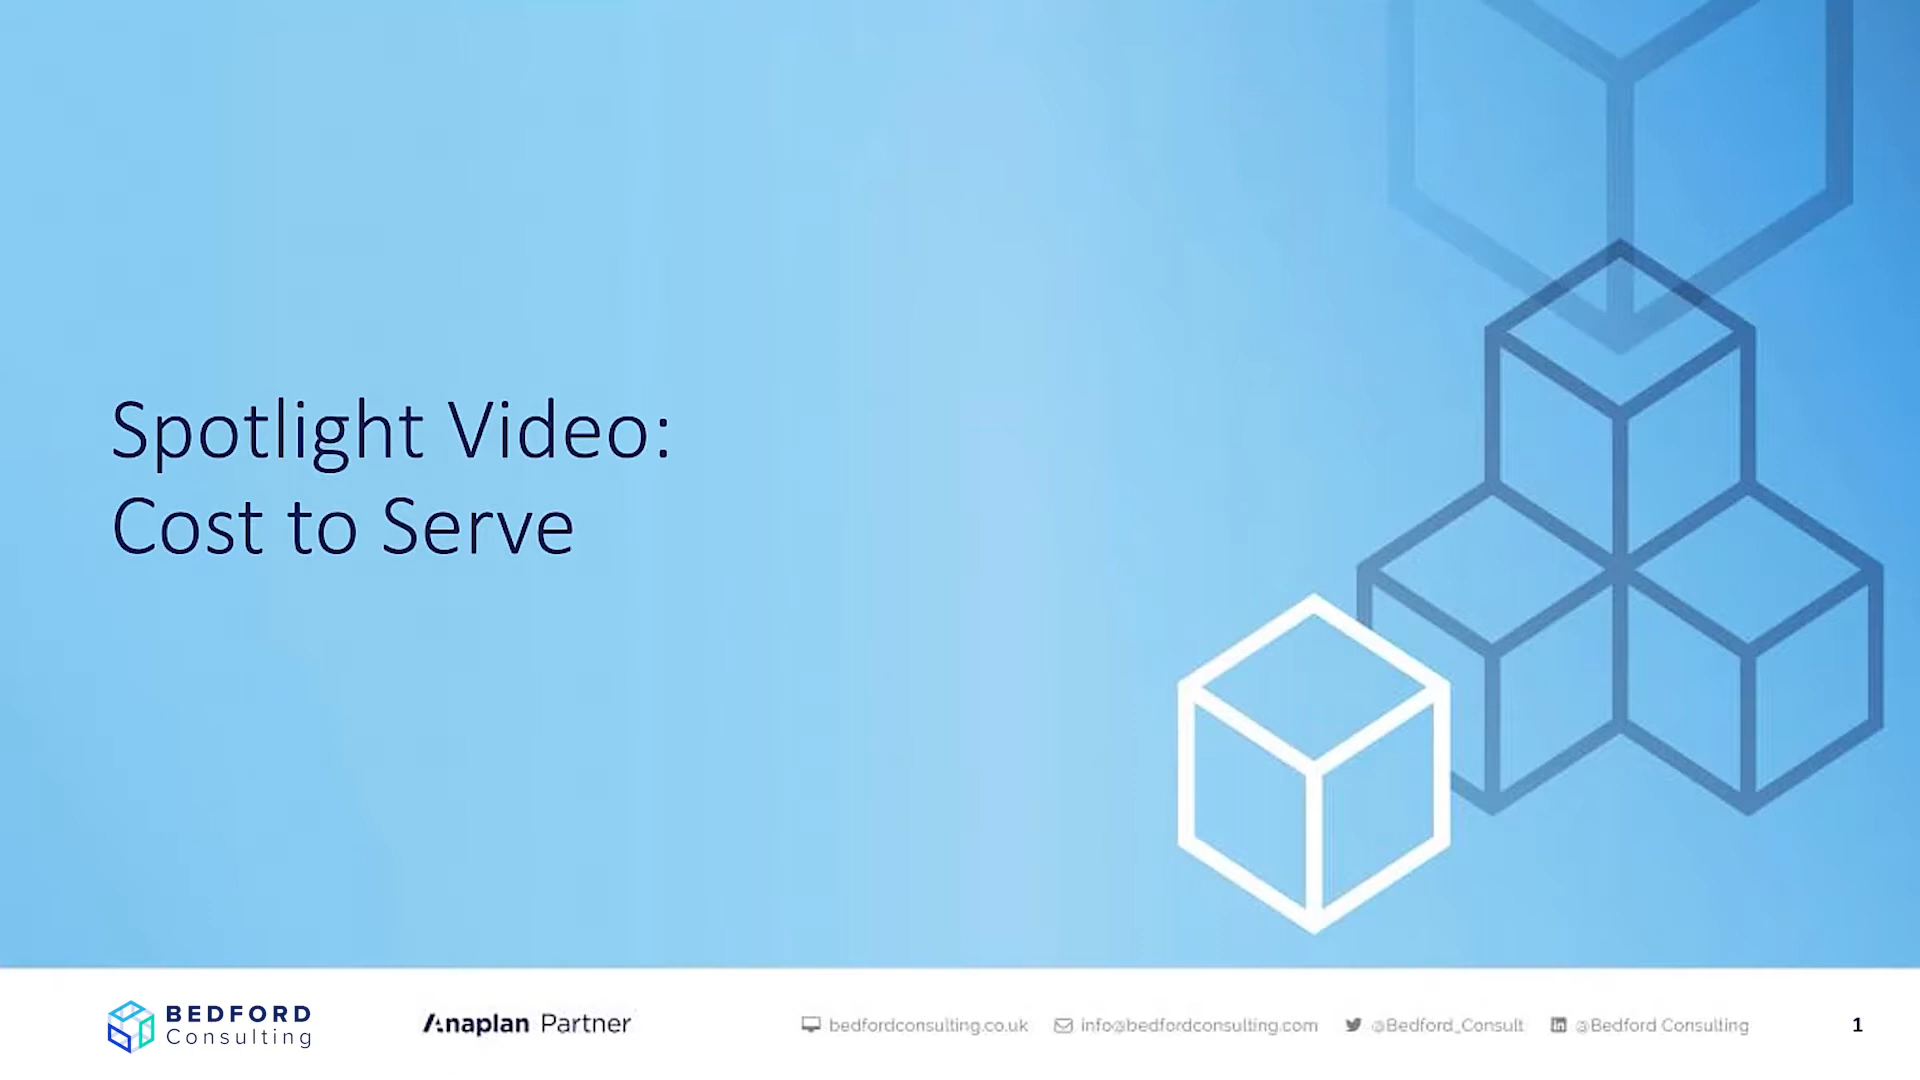 Spotlight Video:
Cost to Serve
BEDFORD
Consulting
Anaplan Partner
bedfordconsulting.co.uk
info@bedfordconsulting.com
@Bedford_Consult
@Bedford Consulting
1